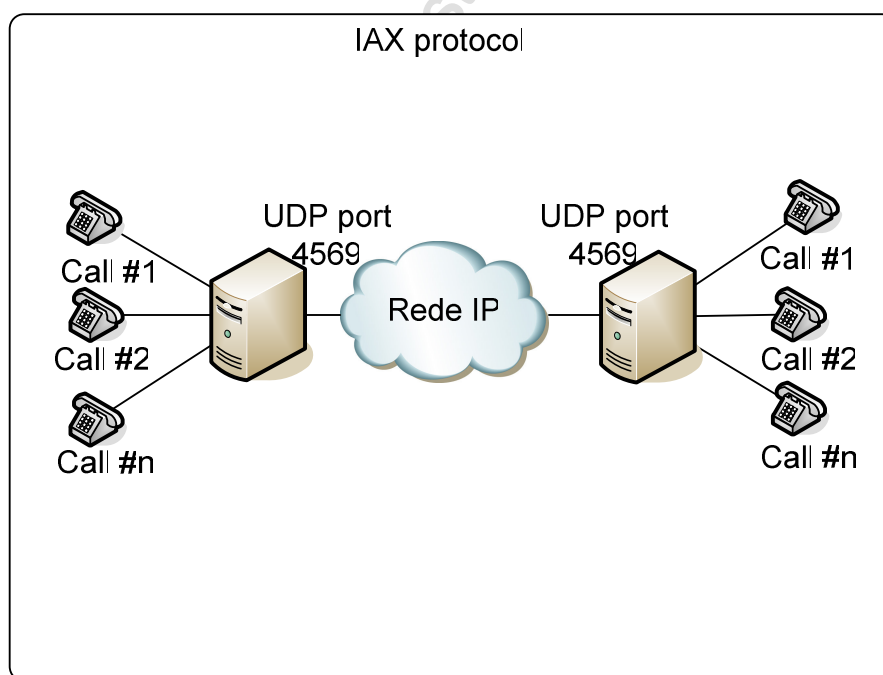 IAX protocol
UDP port
4569
UDP port
4569
Call #1
Call #2
Call #n
Rede IP
Call #1
Call #2
Call #n